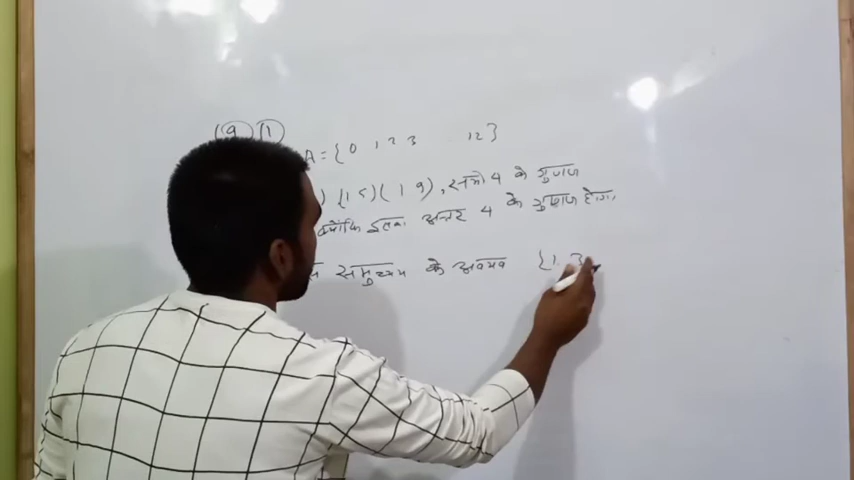 (9 1
A = {0 1 2 3 . . 12}
) {1 5) (1 9), सभी 4 के गुणज
क्योंकि इनका अन्तर 4 के गुणज होगा,
समुच्चय के अवयव {1. 3